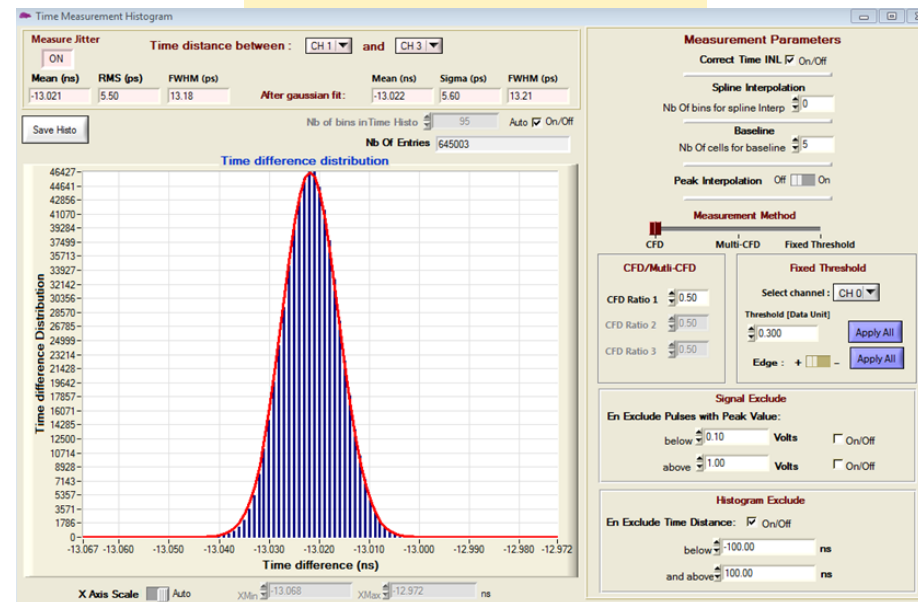 Time Measurement Histogram
Measure Jitter
ON
Time distance between : CH 1 and CH 3
Mean (ns) RMS (ps) FWHM (ps) Mean (ns) Sigma (ps) FWHM (ps)
-13.021 5.50 13.18 After gaussian fit: -13.022 5.60 13.21
Save Histo
Nb of bins in Time Histo 95 Auto On/Off
Nb Of Entries 645003
Time difference distribution
46427
44641
42856
41070
39284
37499
35713
33927
32142
30356
28570
26785
24999
23214
21428
19642
17857
16071
14285
12500
10714
8928
7143
5357
3571
1786
0
Time difference Distribution
-13.067 -13.060 -13.050 -13.040 -13.030 -13.020 -13.010 -13.000 -12.990 -12.980 -12.972
Time difference (ns)
X Axis Scale Auto XMin -13.068 XMax -12.972 ns
Measurement Parameters
Correct Time INL On/Off
Spline Interpolation
Nb Of bins for spline Interp 0
Baseline
Nb Of cells for baseline 5
Peak Interpolation Off On
Measurement Method
CFD Multi-CFD Fixed Threshold
CFD/Mutli-CFD
CFD Ratio 1 0.50
CFD Ratio 2 0.50
CFD Ratio 3 0.50
Fixed Threshold
Select channel : CH 0
Threshold [Data Unit]
0.300 Apply All
Edge : + - Apply All
Signal Exclude
En Exclude Pulses with Peak Value:
below 0.10 Volts On/Off
above 1.00 Volts On/Off
Histogram Exclude
En Exclude Time Distance: On/Off
below -100.00 ns
and above 100.00 ns